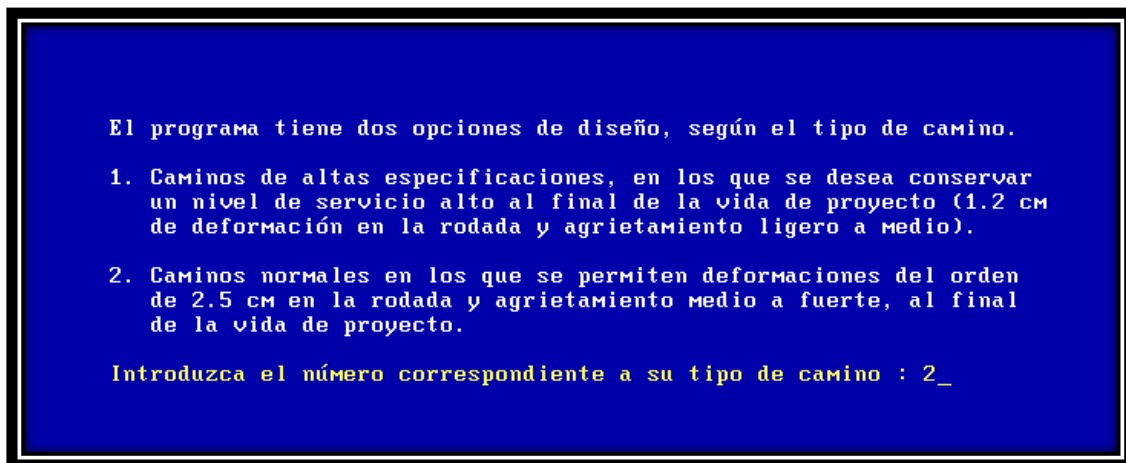 El programa tiene dos opciones de diseño, según el tipo de camino.
1. Caminos de altas especificaciones, en los que se desea conservar
un nivel de servicio alto al final de la vida de proyecto (1.2 cm
de deformación en la rodada y agrietamiento ligero a medio).
2. Caminos normales en los que se permiten deformaciones del orden
de 2.5 cm en la rodada y agrietamiento medio a fuerte, al final
de la vida de proyecto.
Introduzca el número correspondiente a su tipo de camino : 2_